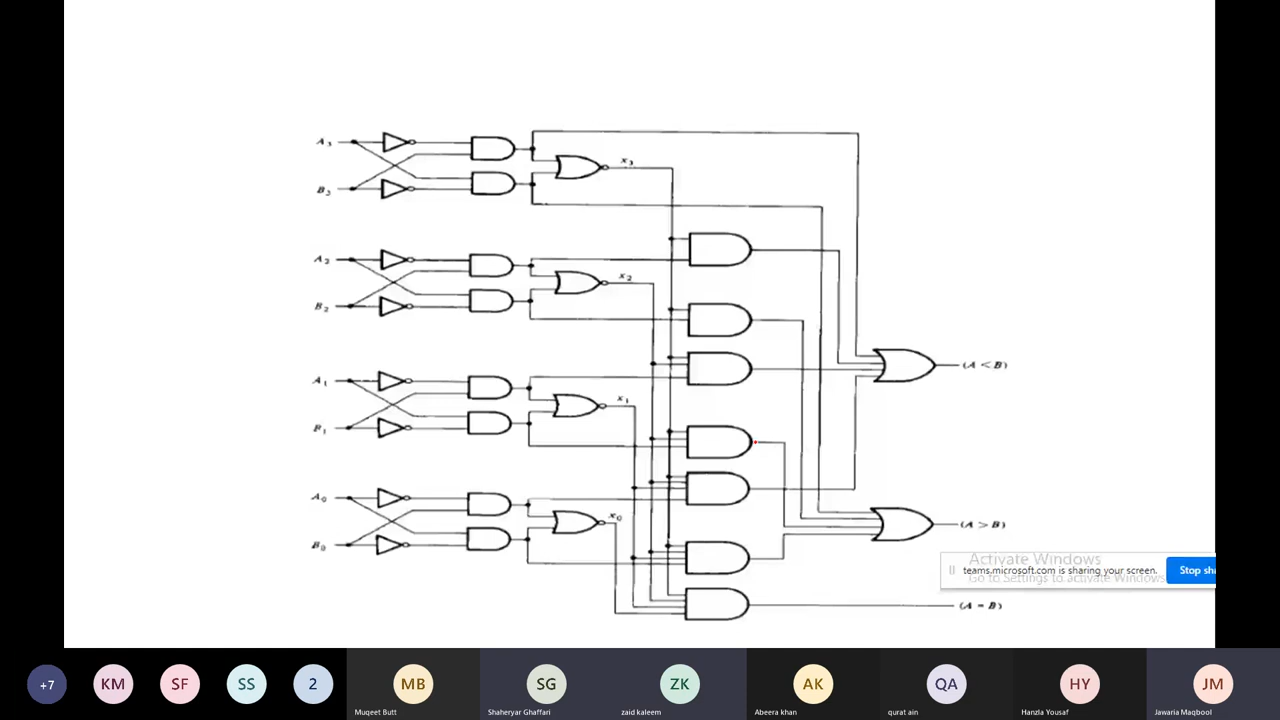 A3
x3
B3
A2
x2
B2
A1
x1
(A < B)
B1
A0
x0
B0
(A > B)
Activate Windows
teams.microsoft.com is sharing your screen.
Stop sh
Go to Settings to activate Windows
(A = B)
+7
KM
SF
SS
2
MB
SG
ZK
AK
QA
HY
JM
Muqeet Butt
Shaheryar Ghaffari
zaid kaleem
Abeera khan
qurat ain
Hanzla Yousaf
Jawaria Maqbool